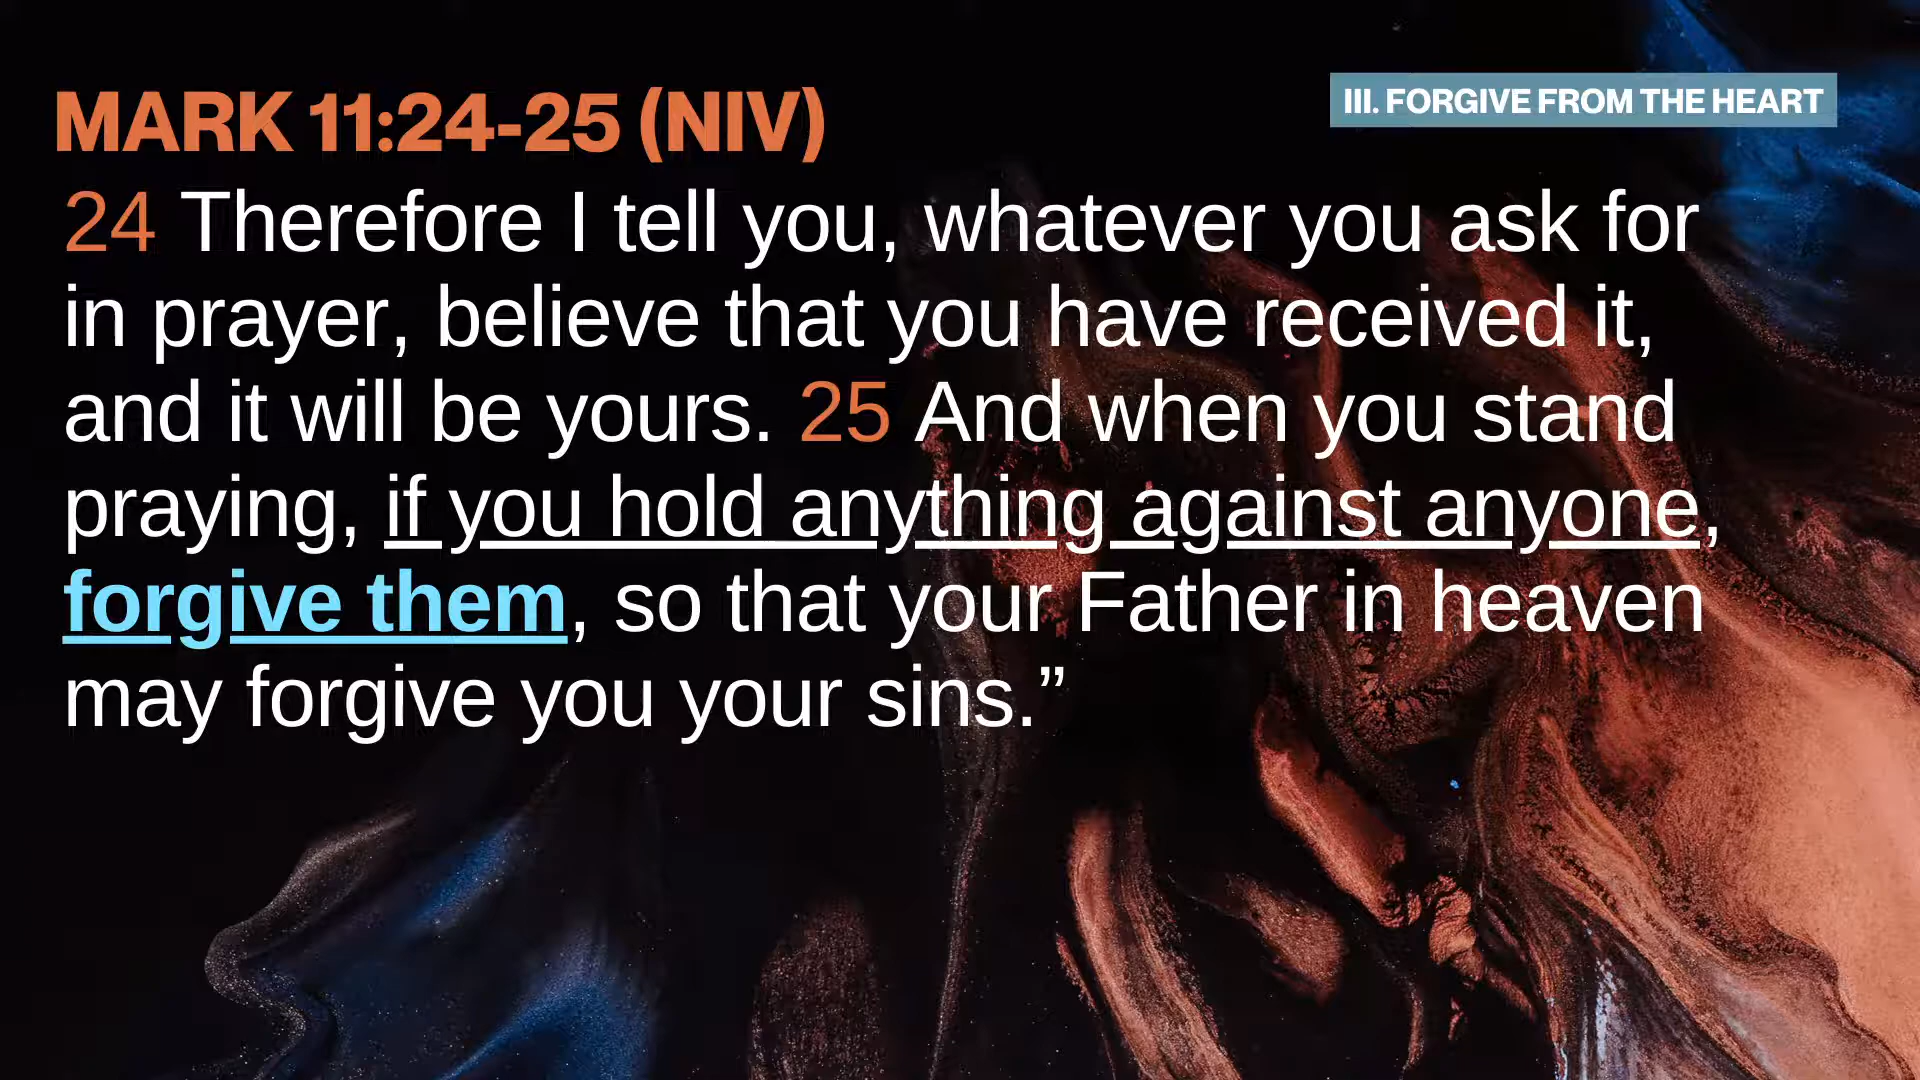 MARK 11:24-25 (NIV)
III. FORGIVE FROM THE HEART
24 Therefore I tell you, whatever you ask for
in prayer, believe that you have received it,
and it will be yours. 25 And when you stand
praying, if you hold anything against anyone,
forgive them, so that your Father in heaven
may forgive you your sins.”